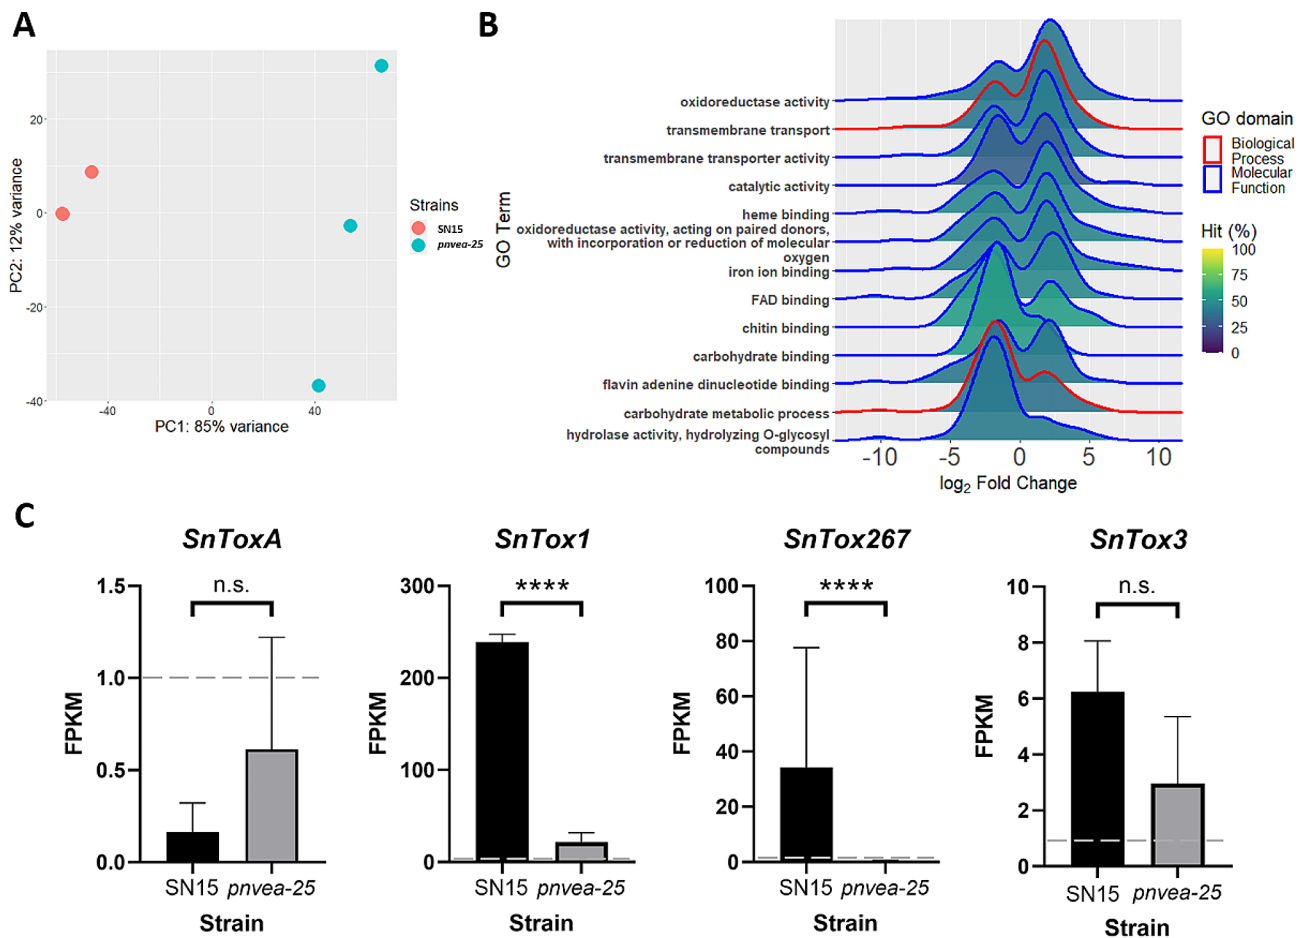 A
20
0
-20
-40
-40
0
40
PC2: 12% variance
PC1: 85% variance
Strains
SN15
pnvea-25
B
GO Term
oxidoreductase activity
transmembrane transport
transmembrane transporter activity
catalytic activity
heme binding
oxidoreductase activity, acting on paired donors,
with incorporation or reduction of molecular
oxygen
iron ion binding
FAD binding
chitin binding
carbohydrate binding
flavin adenine dinucleotide binding
carbohydrate metabolic process
hydrolase activity, hydrolyzing O-glycosyl
compounds
-10
-5
0
5
10
log2 Fold Change
GO domain
Biological
Process
Molecular
Function
Hit (%)
100
75
50
25
0
C
SnToxA
n.s.
1.5
1.0
0.5
0.0
FPKM
SN15
pnvea-25
Strain
SnTox1
****
300
200
100
0
FPKM
SN15
pnvea-25
Strain
SnTox267
****
100
80
60
40
20
0
FPKM
SN15
pnvea-25
Strain
SnTox3
n.s.
10
8
6
4
2
0
FPKM
SN15
pnvea-25
Strain